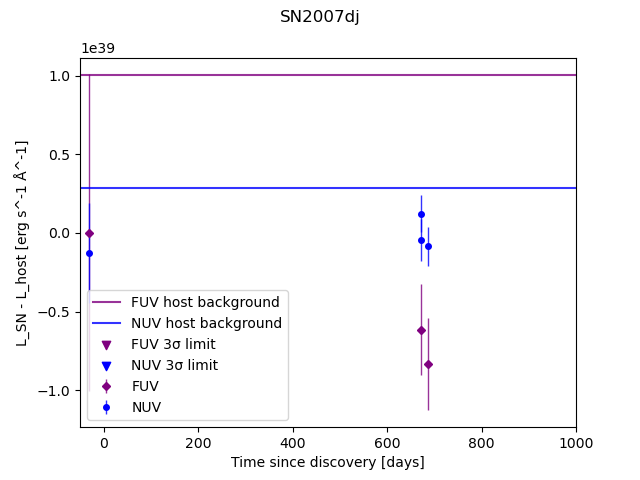 SN2007dj
1e39
1.0
0.5
0.0
−0.5
−1.0
L_SN - L_host [erg s^-1 Å^-1]
FUV host background
NUV host background
FUV 3σ limit
NUV 3σ limit
FUV
NUV
0 200 400 600 800 1000
Time since discovery [days]